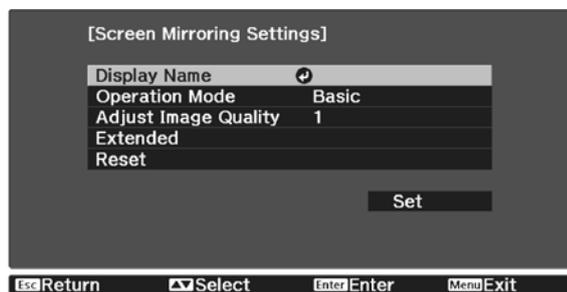 [Screen Mirroring Settings]
Display Name
Operation Mode Basic
Adjust Image Quality 1
Extended
Reset
Set
Esc Return Select Enter Enter Menu Exit